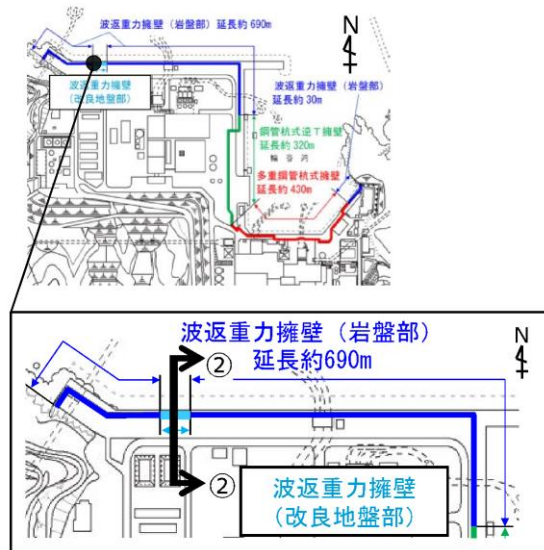 波返重力擁壁（岩盤部）延長約690m
N
波返重力擁壁
（改良地盤部）
波返重力擁壁（岩盤部）
延長約30m
鋼管杭式逆T擁壁
延長約320m
輪谷湾
多重鋼管杭式擁壁
延長約430m
波返重力擁壁（岩盤部）
延長約690m
N
②
②
波返重力擁壁
（改良地盤部）